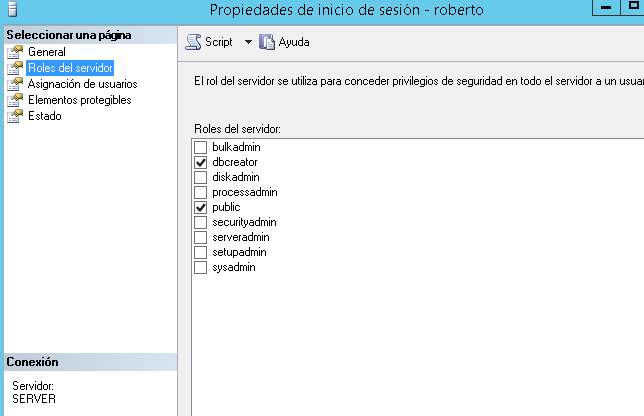 Propiedades de inicio de sesión - roberto
Seleccionar una página
General
Roles del servidor
Asignación de usuarios
Elementos protegibles
Estado
Script
Ayuda
El rol del servidor se utiliza para conceder privilegios de seguridad en todo el servidor a un usua
Roles del servidor:
bulkadmin
dbcreator
diskadmin
processadmin
public
securityadmin
serveradmin
setupadmin
sysadmin
Conexión
Servidor:
SERVER